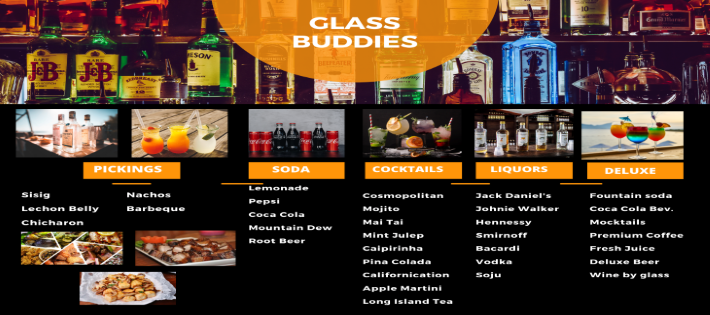 GLASS
BUDDIES
J&B
J&B
PICKINGS
Sisig
Lechon Belly
Chicharon
Nachos
Barbeque
SODA
Lemonade
Pepsi
Coca Cola
Mountain Dew
Root Beer
COCKTAILS
Cosmopolitan
Mojito
Mai Tai
Mint Julep
Caipirinha
Pina Colada
Californication
Apple Martini
Long Island Tea
LIQUORS
Jack Daniel's
Johnie Walker
Hennessy
Smirnoff
Bacardi
Vodka
Soju
DELUXE
Fountain soda
Coca Cola Bev.
Mocktails
Premium Coffee
Fresh Juice
Deluxe Beer
Wine by glass